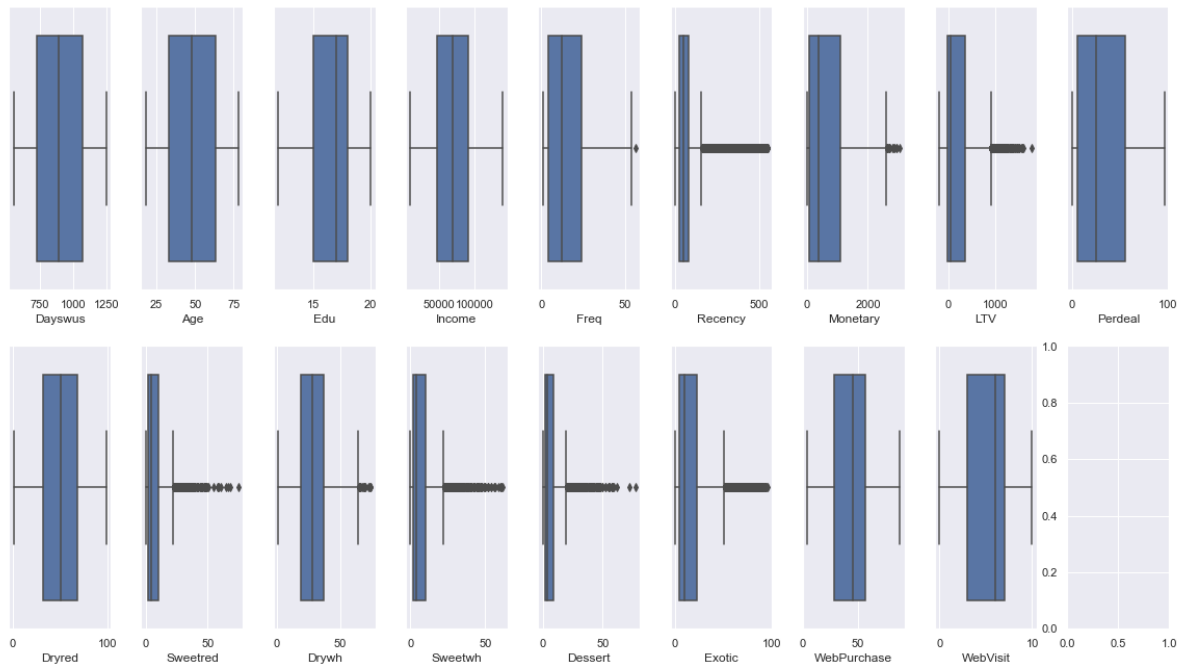 750 1000 1250 25 50 75 15 20 50000 100000 0 50 0 500 0 2000 0 1000 0 100
Dayswus Age Edu Income Freq Recency Monetary LTV Perdeal
1.0
0.8
0.6
0.4
0.2
0.0
0 100 0 50 0 50 0 50 0 50 0 100 50 0 10 0.0 0.5 1.0
Dryred Sweetred Drywh Sweetwh Dessert Exotic WebPurchase WebVisit